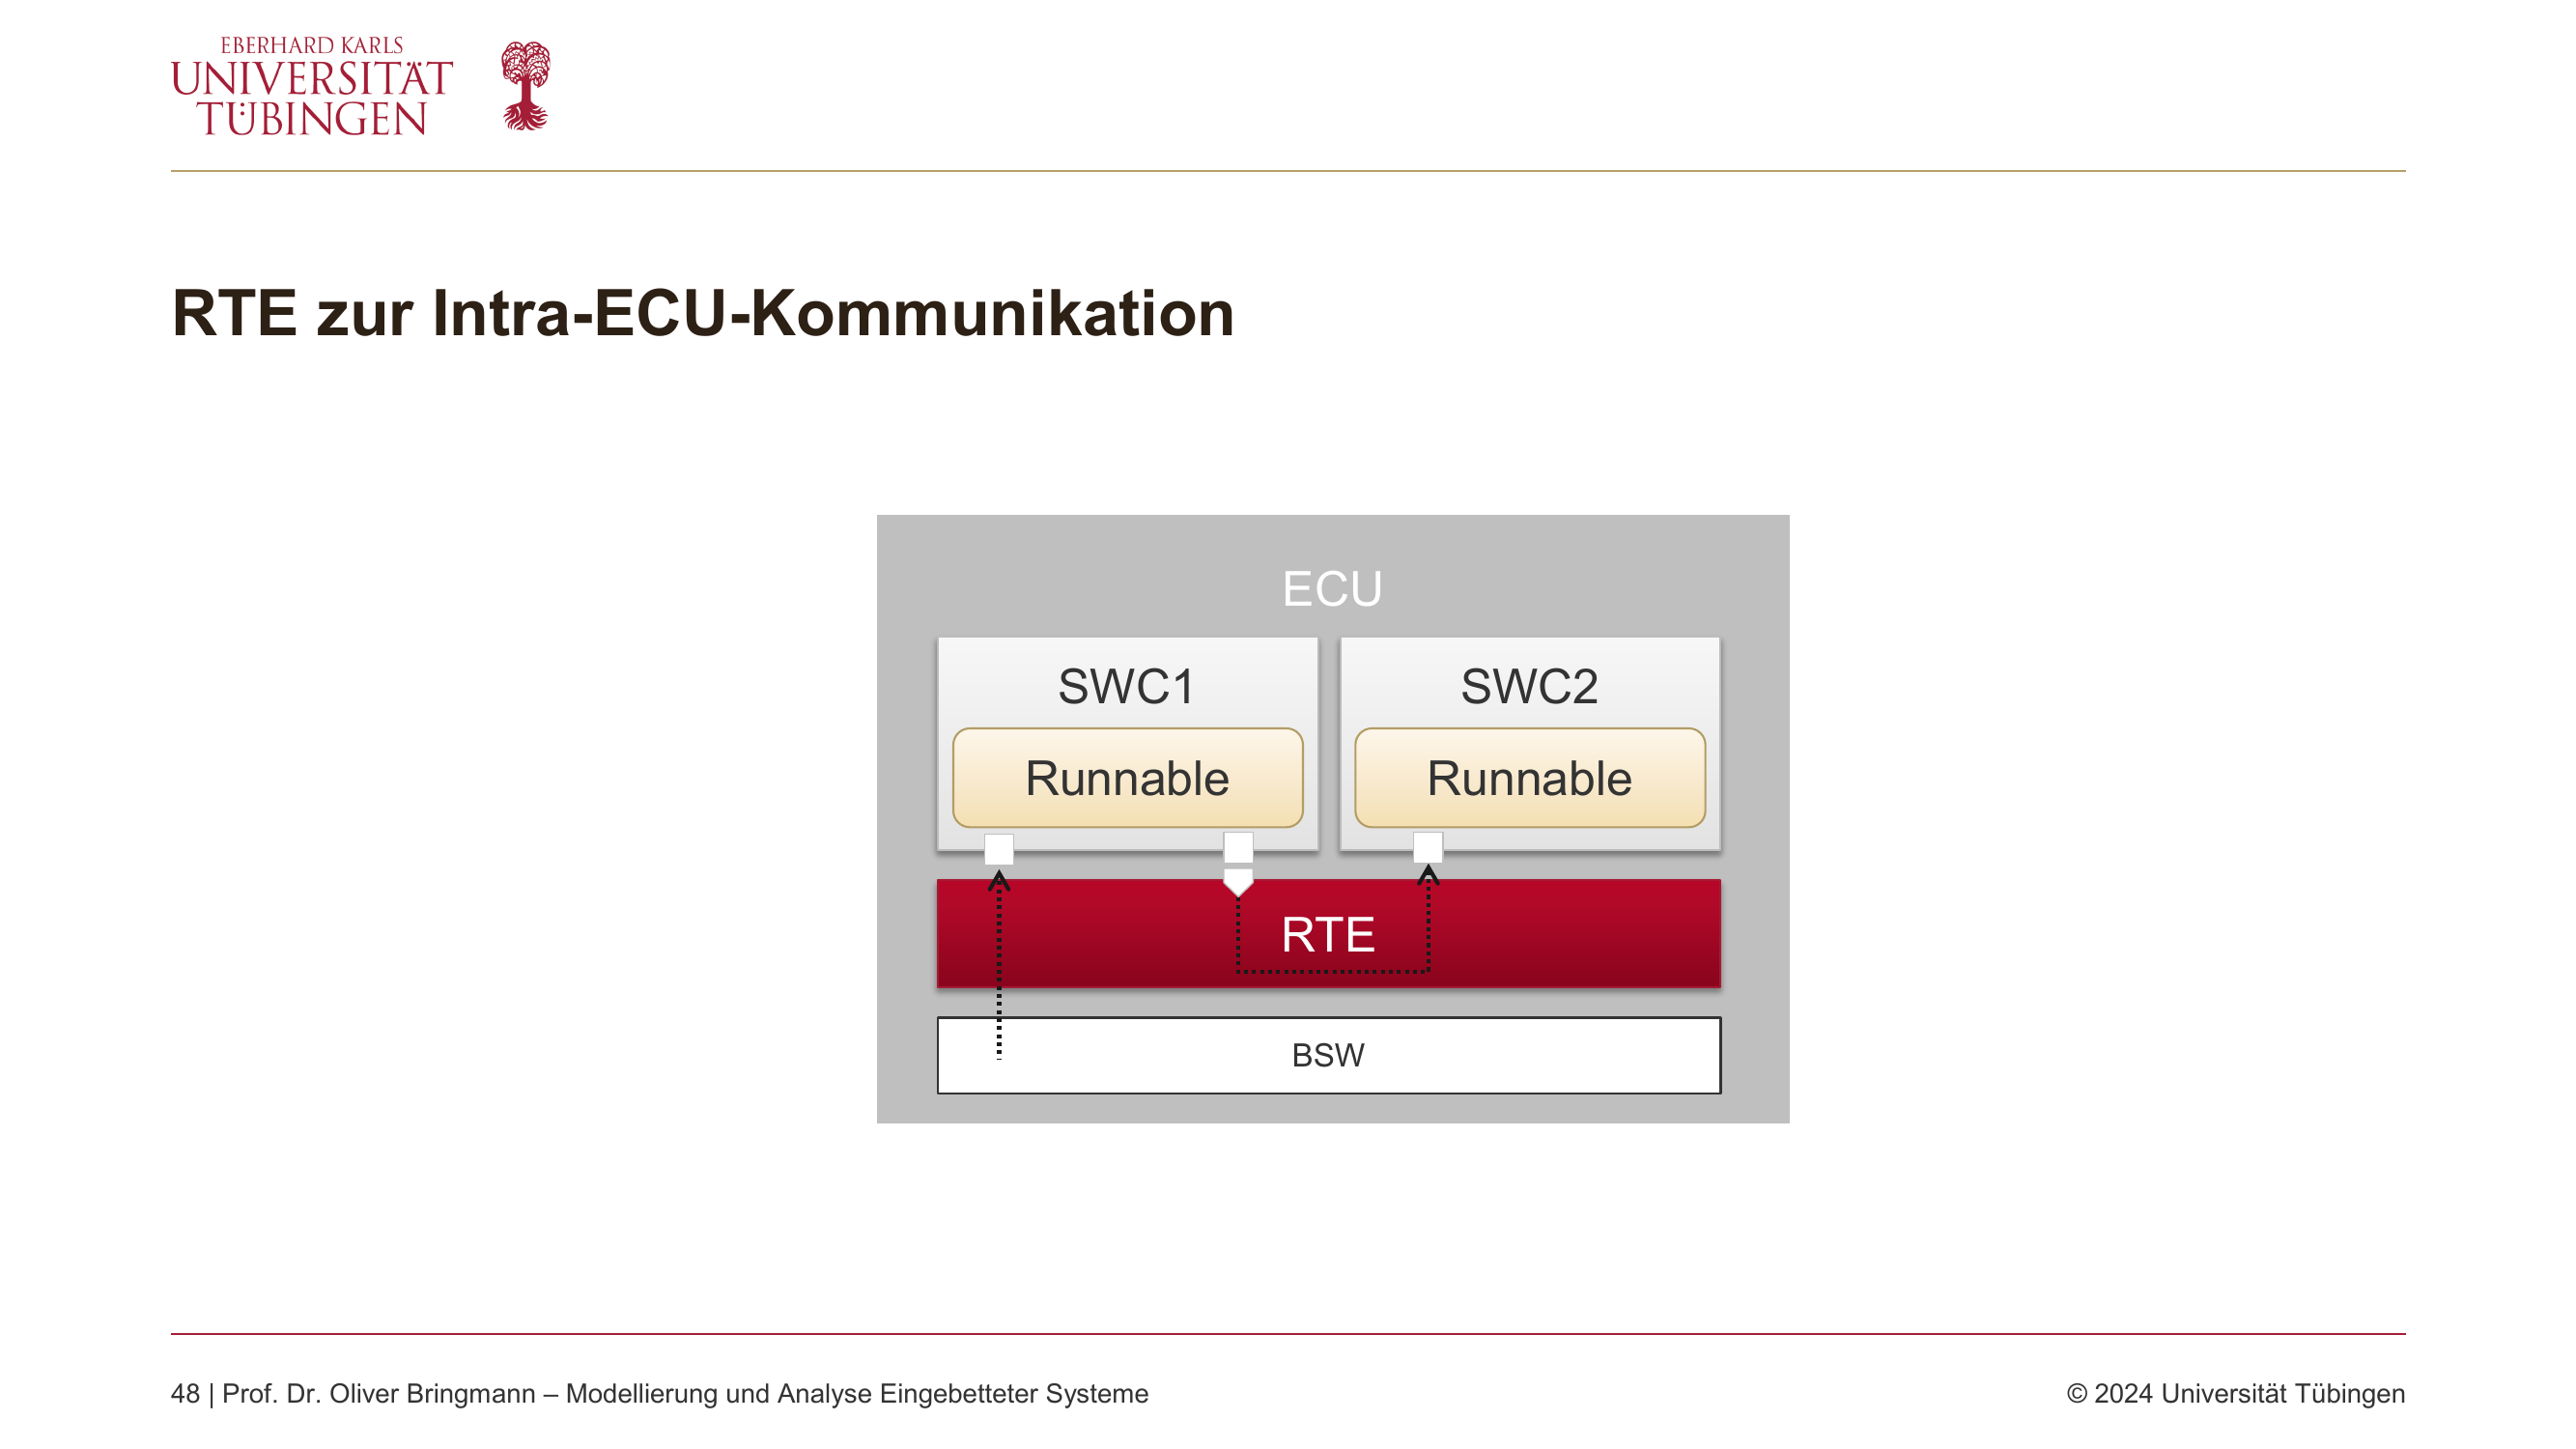 EBERHARD KARLS
UNIVERSITÄT
TÜBINGEN
RTE zur Intra-ECU-Kommunikation
ECU
SWC1
SWC2
Runnable
Runnable
RTE
BSW
48 | Prof. Dr. Oliver Bringmann – Modellierung und Analyse Eingebetteter Systeme
© 2024 Universität Tübingen